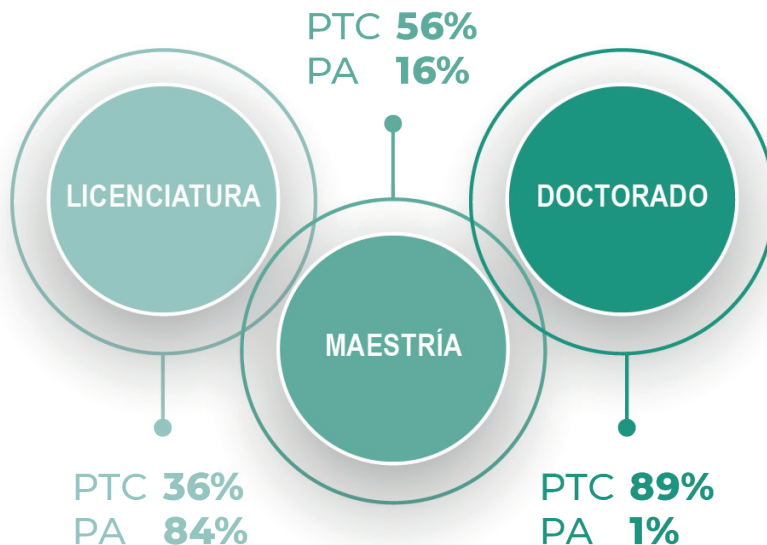 PTC 56%
PA 16%
LICENCIATURA
DOCTORADO
MAESTRÍA
PTC 36%
PA 84%
PTC 89%
PA 1%